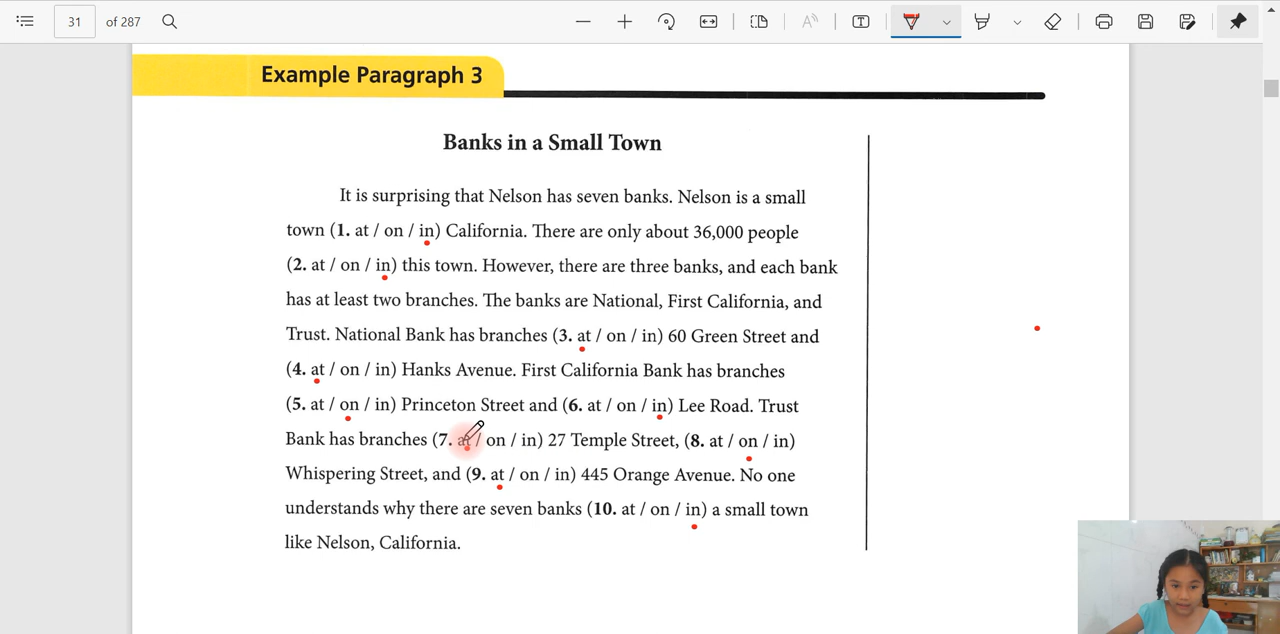 31 of 287
Example Paragraph 3
Banks in a Small Town
It is surprising that Nelson has seven banks. Nelson is a small
town (1. at / on / in) California. There are only about 36,000 people
(2. at / on / in) this town. However, there are three banks, and each bank
has at least two branches. The banks are National, First California, and
Trust. National Bank has branches (3. at / on / in) 60 Green Street and
(4. at / on / in) Hanks Avenue. First California Bank has branches
(5. at / on / in) Princeton Street and (6. at / on / in) Lee Road. Trust
Bank has branches (7. at / on / in) 27 Temple Street, (8. at / on / in)
Whispering Street, and (9. at / on / in) 445 Orange Avenue. No one
understands why there are seven banks (10. at / on / in) a small town
like Nelson, California.